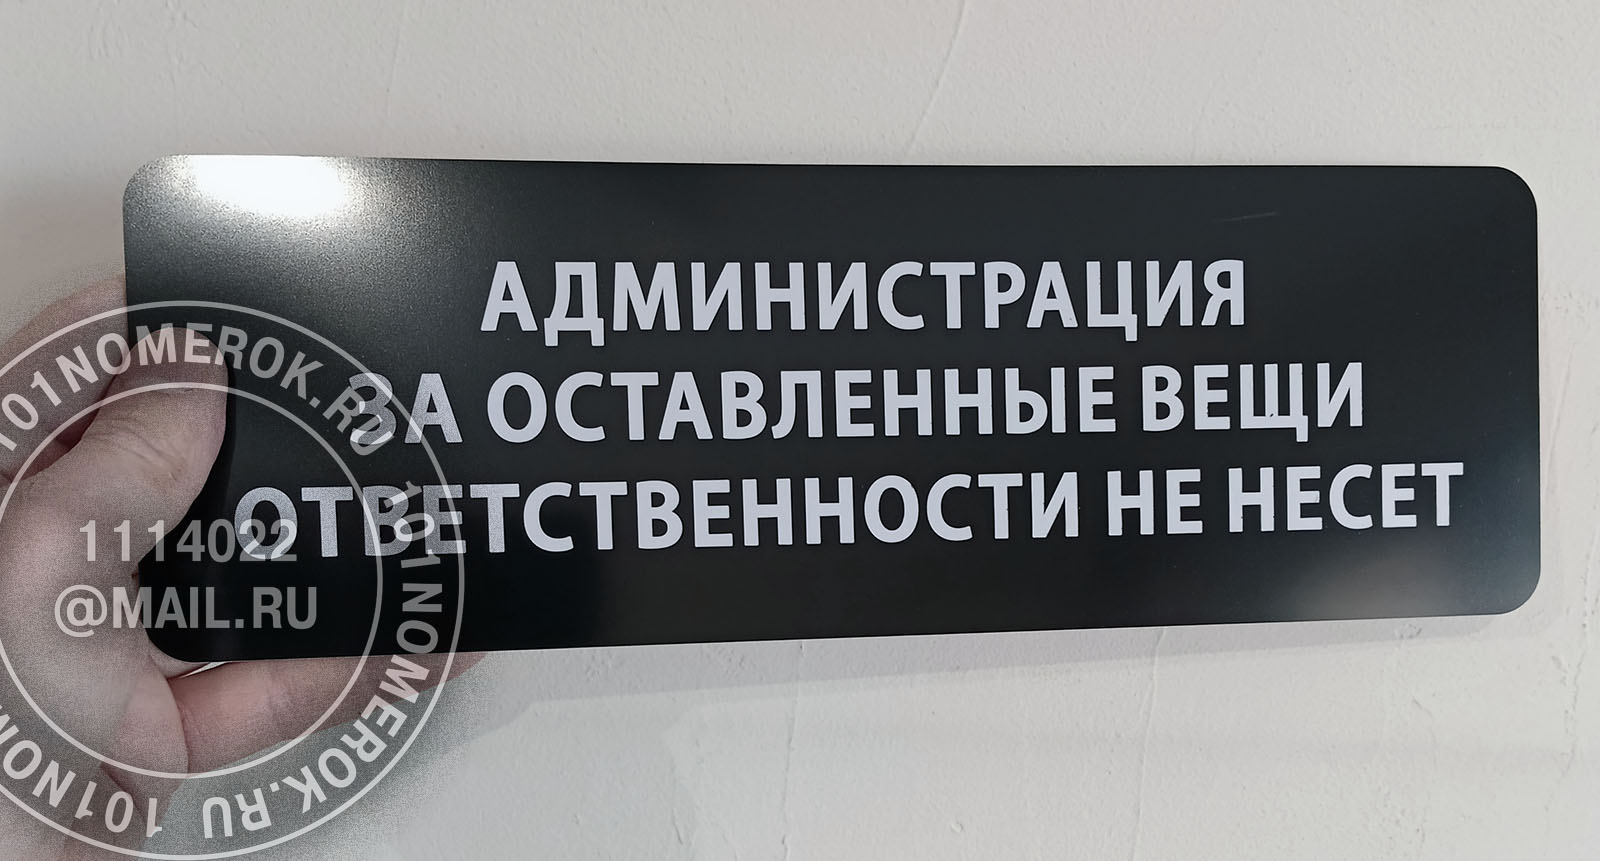 АДМИНИСТРАЦИЯ
ЗА ОСТАВЛЕННЫЕ ВЕЩИ
ОТВЕТСТВЕННОСТИ НЕ НЕСЕТ
101NOMEROK.RU
101NOMEROK.RU
101NOMEROK.RU
1114022
@MAIL.RU